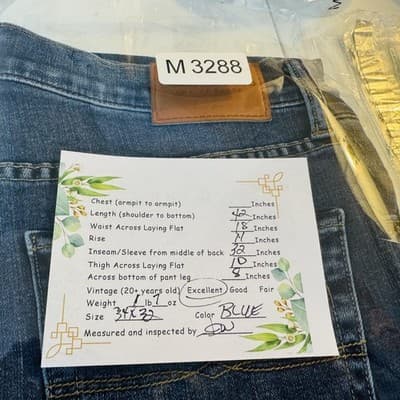 M 3288
Chest (armpit to armpit) ___Inches
Length (shoulder to bottom) 42 Inches
Waist Across Laying Flat 18 Inches
Rise 11 Inches
Inseam/Sleeve from middle of back 32 Inches
Thigh Across Laying Flat 10 Inches
Across bottom of pant leg 8 Inches
Vintage (20+ years old) Excellent Good Fair
Weight 1 lb 7 oz
Size 34X32 Color BLUE
Measured and inspected by